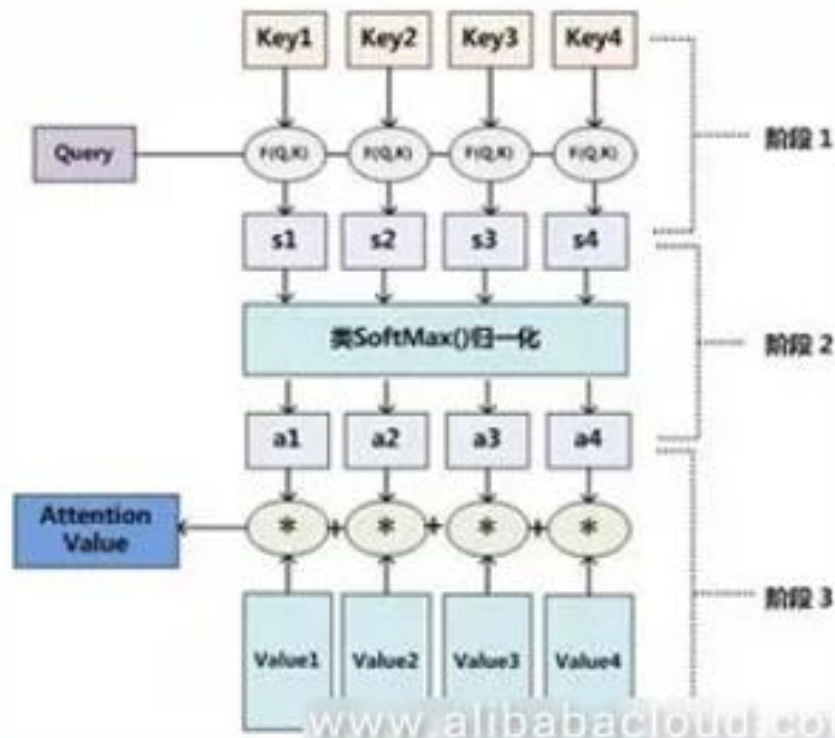 Key1 Key2 Key3 Key4
阶段 1
Query
F(Q,K) F(Q,K) F(Q,K) F(Q,K)
s1 s2 s3 s4
类SoftMax()归一化
阶段 2
a1 a2 a3 a4
Attention
Value
* + * + * + *
阶段 3
Value1 Value2 Value3 Value4
www.alibabacloud.co